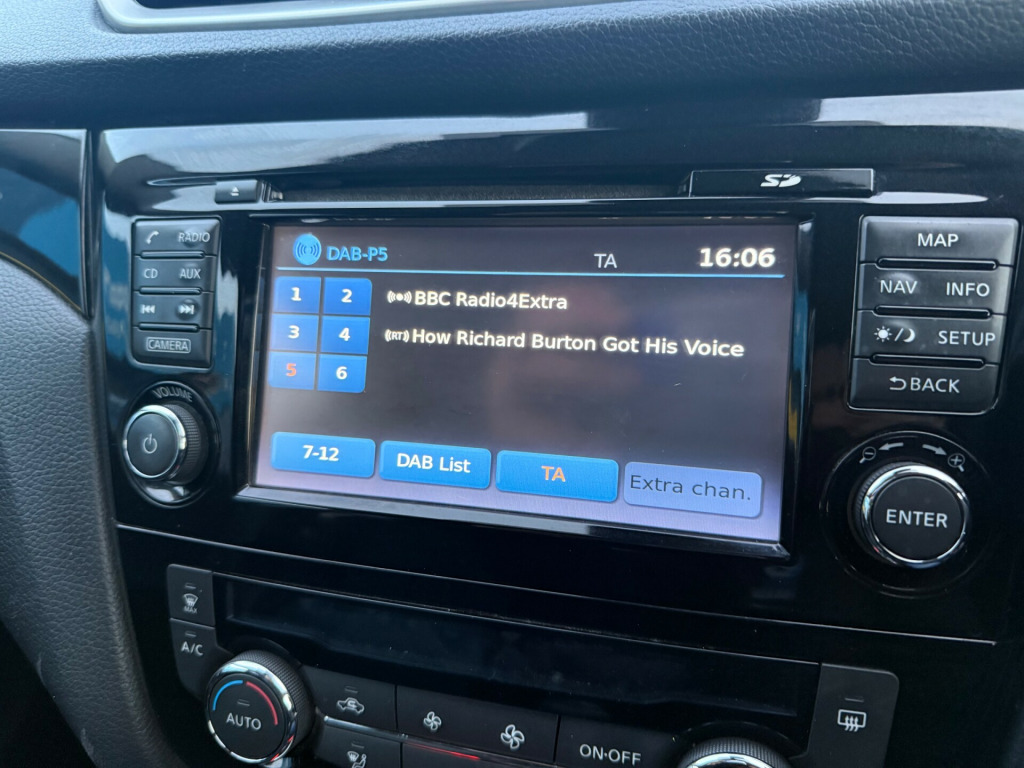 SD
DAB-P5 TA 16:06
1 2 BBC Radio4Extra
3 4 (RT) How Richard Burton Got His Voice
5 6
7-12 DAB List TA Extra chan.
RADIO
CD AUX
CAMERA
VOLUME
MAP
NAV INFO
SETUP
BACK
ENTER
MAX
A/C
AUTO
ON·OFF